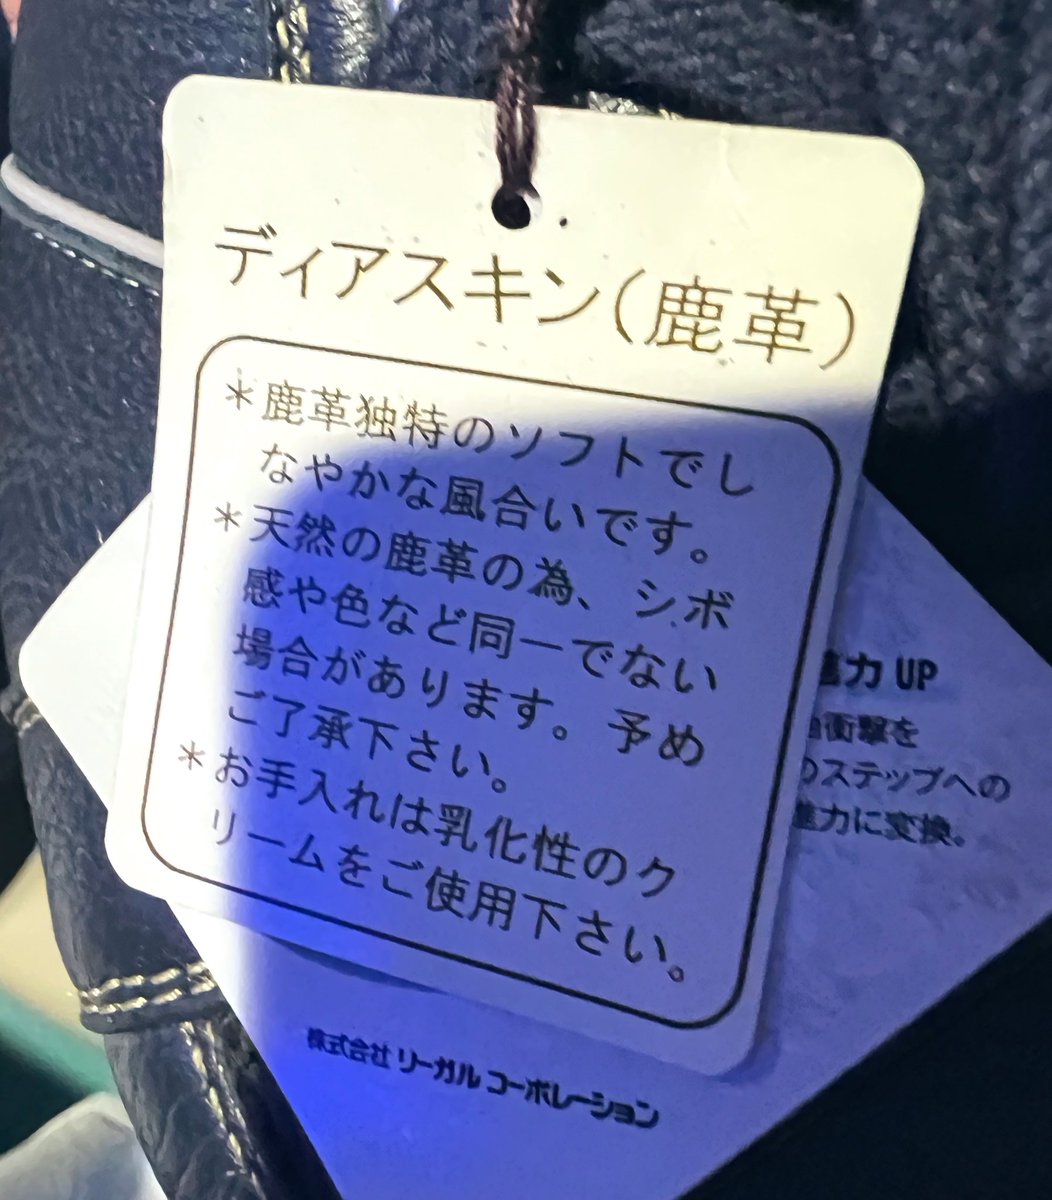 ディアスキン(鹿革)
＊鹿革独特のソフトでし
なやかな風合いです。
＊天然の鹿革の為、シボ
感や色など同一でない
場合があります。予め
ご了承下さい。
＊お手入れは乳化性のク
リームをご使用下さい。
力 UP
衝撃を
のステップへの
力に変換。
株式会社 リーガル コーポレーション